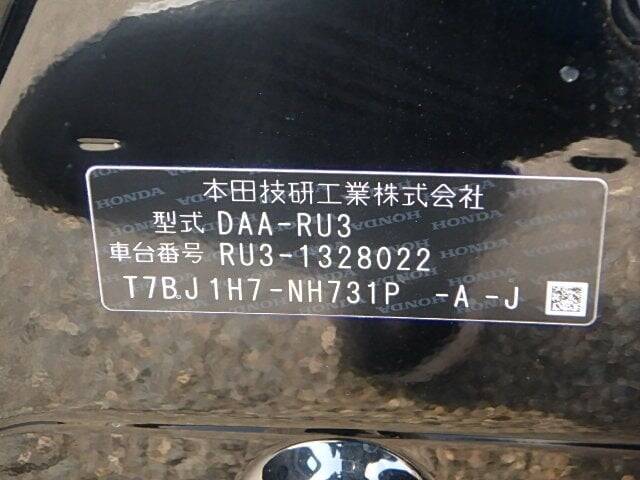 本田技研工業株式会社
型式 DAA-RU3
車台番号 RU3-1328022
T7BJ1H7-NH731P -A -J